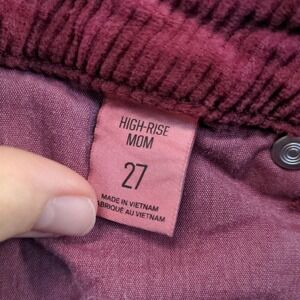 HIGH-RISE
MOM
27
MADE IN VIETNAM
FABRIQUÉ AU VIETNAM